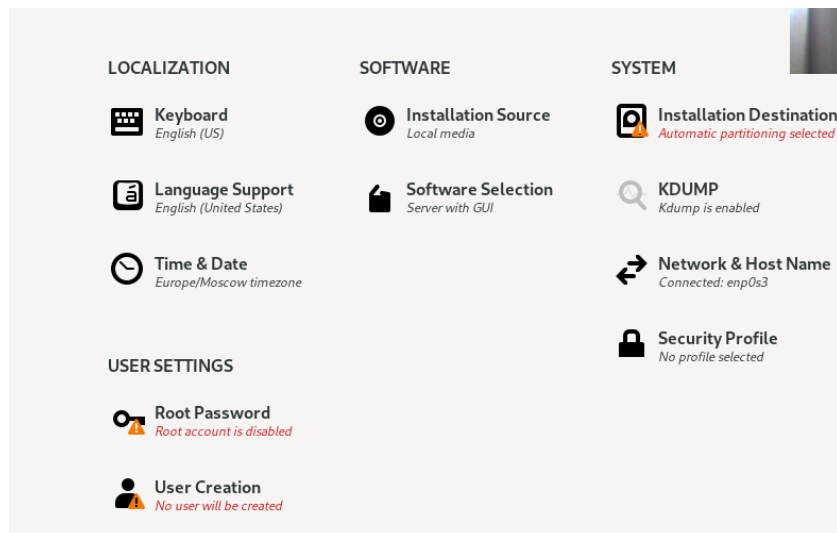 LOCALIZATION
Keyboard
English (US)
Language Support
English (United States)
Time & Date
Europe/Moscow timezone
USER SETTINGS
Root Password
Root account is disabled
User Creation
No user will be created
SOFTWARE
Installation Source
Local media
Software Selection
Server with GUI
SYSTEM
Installation Destination
Automatic partitioning selected
KDUMP
Kdump is enabled
Network & Host Name
Connected: enp0s3
Security Profile
No profile selected